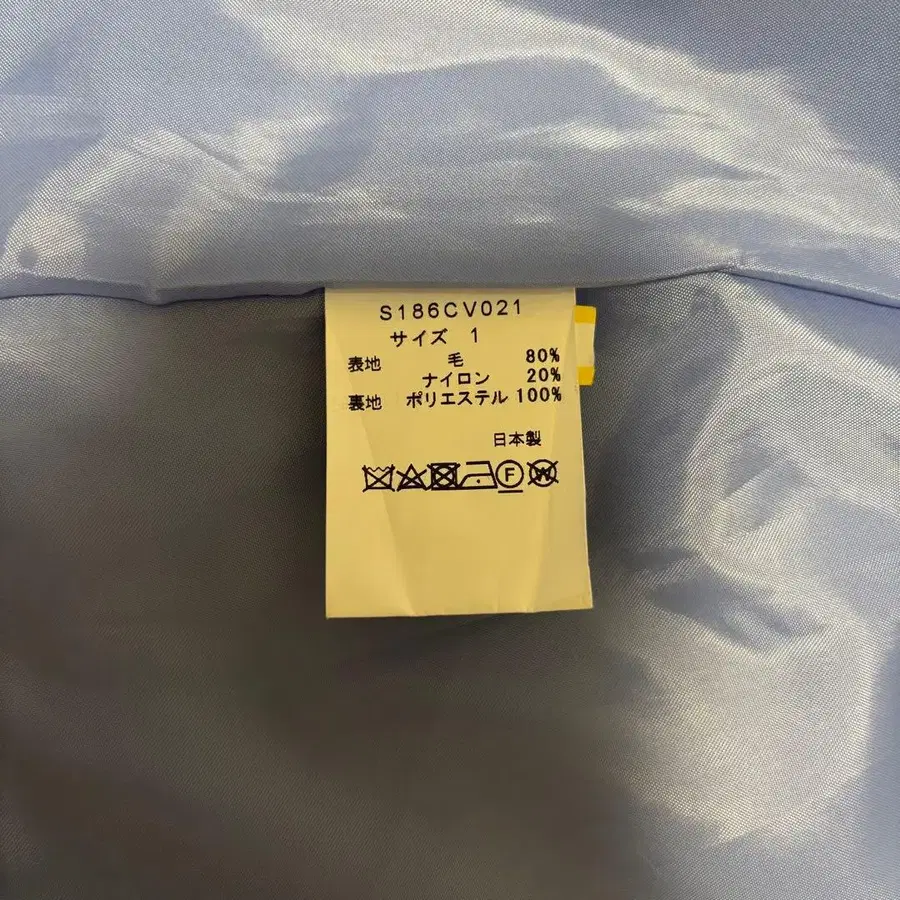 S186CV021
サイズ 1
表地 毛 80%
ナイロン 20%
裏地 ポリエステル 100%
日本製
F W